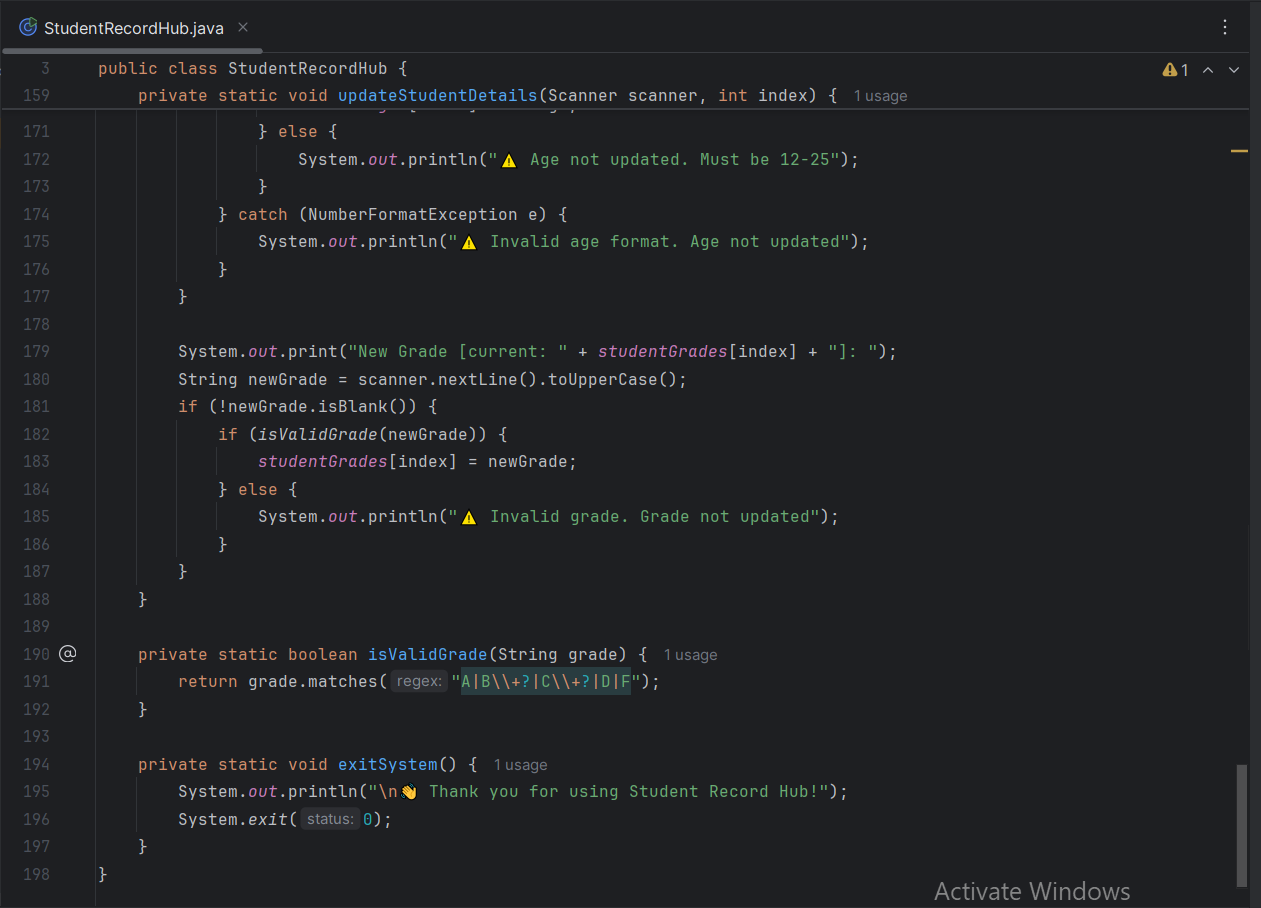 StudentRecordHub.java
3 public class StudentRecordHub {
1
159 private static void updateStudentDetails(Scanner scanner, int index) { 1 usage
171 } else {
172 System.out.println("⚠️ Age not updated. Must be 12-25");
173 }
174 } catch (NumberFormatException e) {
175 System.out.println("⚠️ Invalid age format. Age not updated");
176 }
177 }
178
179 System.out.print("New Grade [current: " + studentGrades[index] + "]: ");
180 String newGrade = scanner.nextLine().toUpperCase();
181 if (!newGrade.isBlank()) {
182 if (isValidGrade(newGrade)) {
183 studentGrades[index] = newGrade;
184 } else {
185 System.out.println("⚠️ Invalid grade. Grade not updated");
186 }
187 }
188 }
189
190 @ private static boolean isValidGrade(String grade) { 1 usage
191 return grade.matches( regex: "A|B\\+?|C\\+?|D|F");
192 }
193
194 private static void exitSystem() { 1 usage
195 System.out.println("\n👋 Thank you for using Student Record Hub!");
196 System.exit( status: 0);
197 }
198 }
Activate Windows